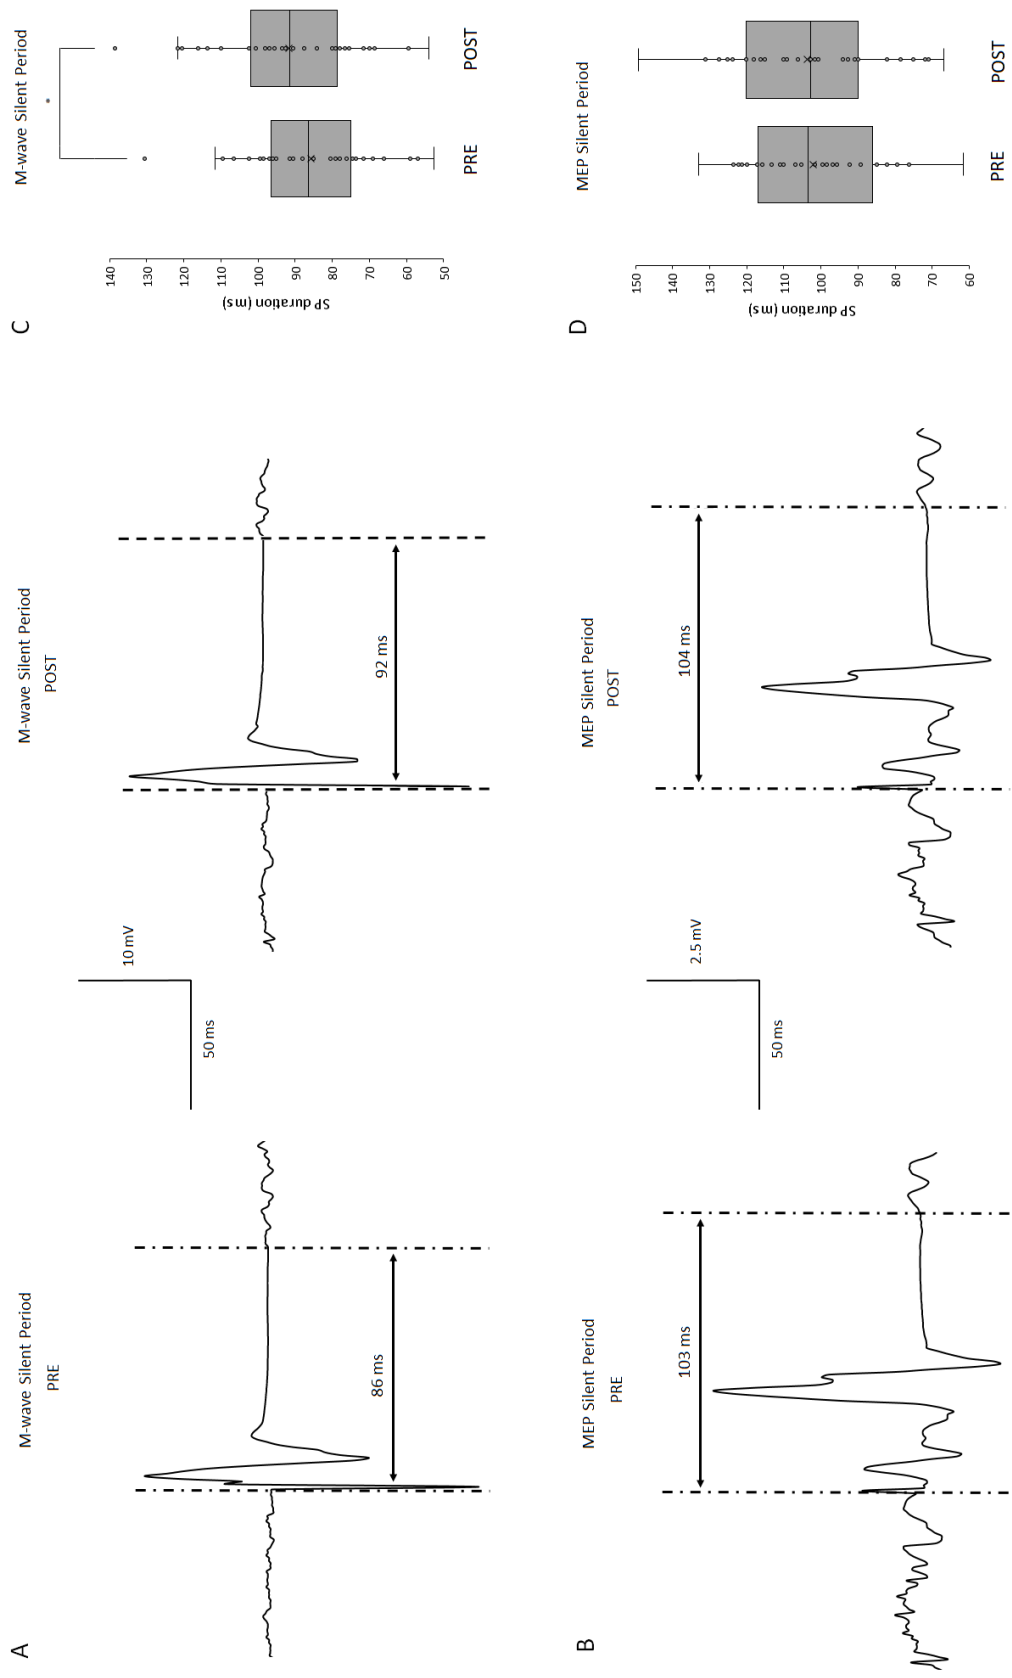 A
M-wave Silent Period
PRE
86 ms
10 mV
50 ms
M-wave Silent Period
POST
92 ms
C
M-wave Silent Period
*
SP duration (ms)
140
130
120
110
100
90
80
70
60
50
PRE
POST
B
MEP Silent Period
PRE
103 ms
2.5 mV
50 ms
MEP Silent Period
POST
104 ms
D
MEP Silent Period
SP duration (ms)
150
140
130
120
110
100
90
80
70
60
PRE
POST